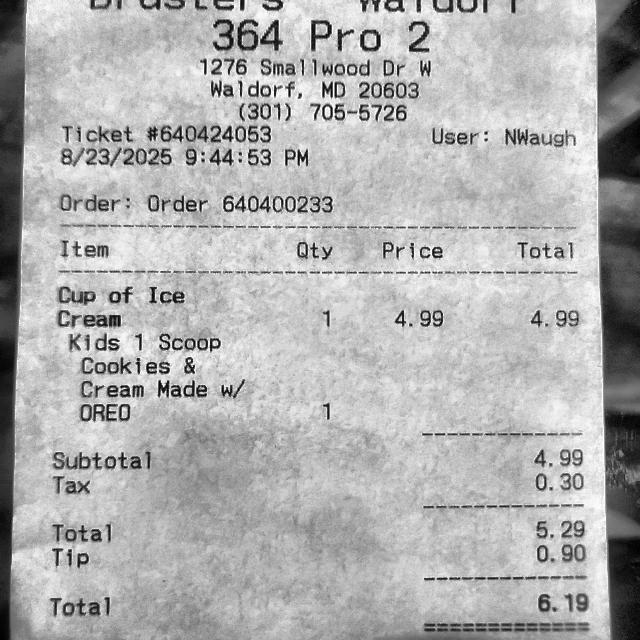 Brusters Waldorf
364 Pro 2
1276 Smallwood Dr W
Waldorf, MD 20603
(301) 705-5726
Ticket #640424053 User: NWaugh
8/23/2025 9:44:53 PM
Order: Order 640400233
Item Qty Price Total
Cup of Ice
Cream 1 4.99 4.99
Kids 1 Scoop
Cookies &
Cream Made w/
OREO 1
Subtotal 4.99
Tax 0.30
Total 5.29
Tip 0.90
Total 6.19